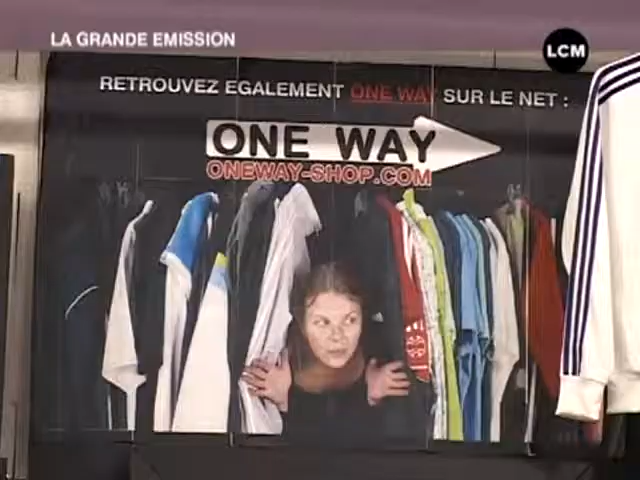 LA GRANDE EMISSION
LCM
RETROUVEZ EGALEMENT ONE WAY SUR LE NET :
ONE WAY
ONEWAY-SHOP.COM